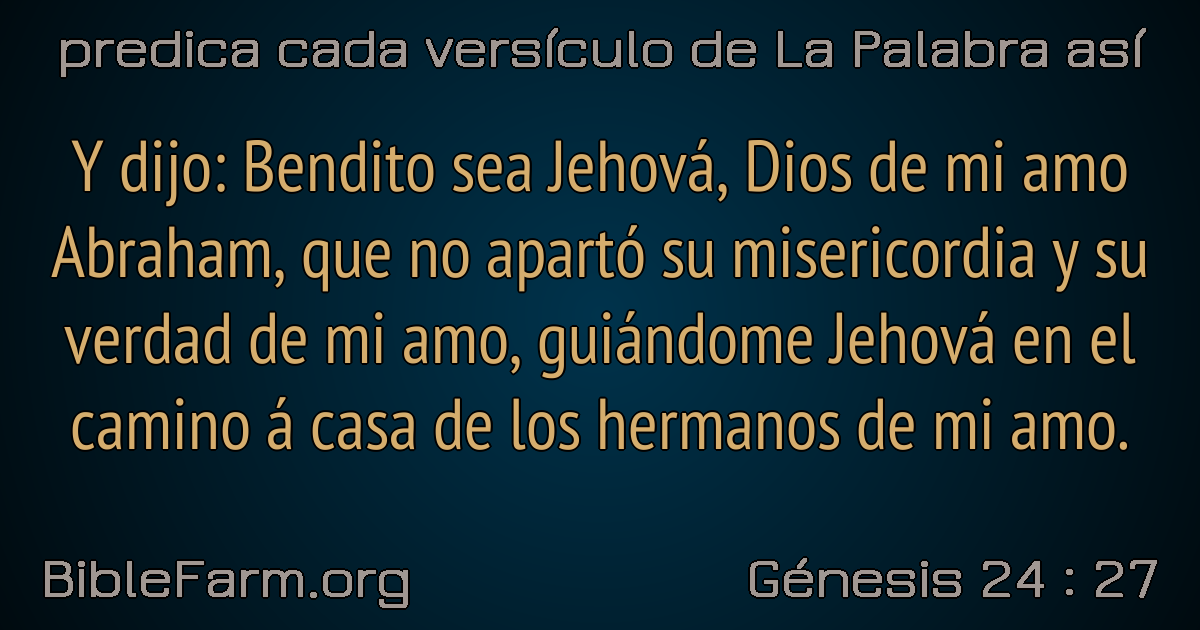 predica cada versículo de La Palabra así
Y dijo: Bendito sea Jehová, Dios de mi amo
Abraham, que no apartó su misericordia y su
verdad de mi amo, guiándome Jehová en el
camino á casa de los hermanos de mi amo.
BibleFarm.org
Génesis 24 : 27